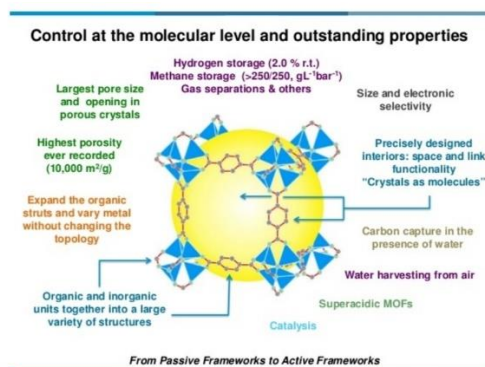 Control at the molecular level and outstanding properties
Hydrogen storage (2.0 % r.t.)
Methane storage (>250/250, gL⁻¹bar⁻¹)
Gas separations & others
Largest pore size
and opening in
porous crystals
Size and electronic
selectivity
Highest porosity
ever recorded
(10,000 m²/g)
Precisely designed
interiors: space and link
functionality
“Crystals as molecules”
Expand the organic
struts and vary metal
without changing the
topology
Carbon capture in the
presence of water
Water harvesting from air
Organic and inorganic
units together into a large
variety of structures
Superacidic MOFs
Catalysis
From Passive Frameworks to Active Frameworks